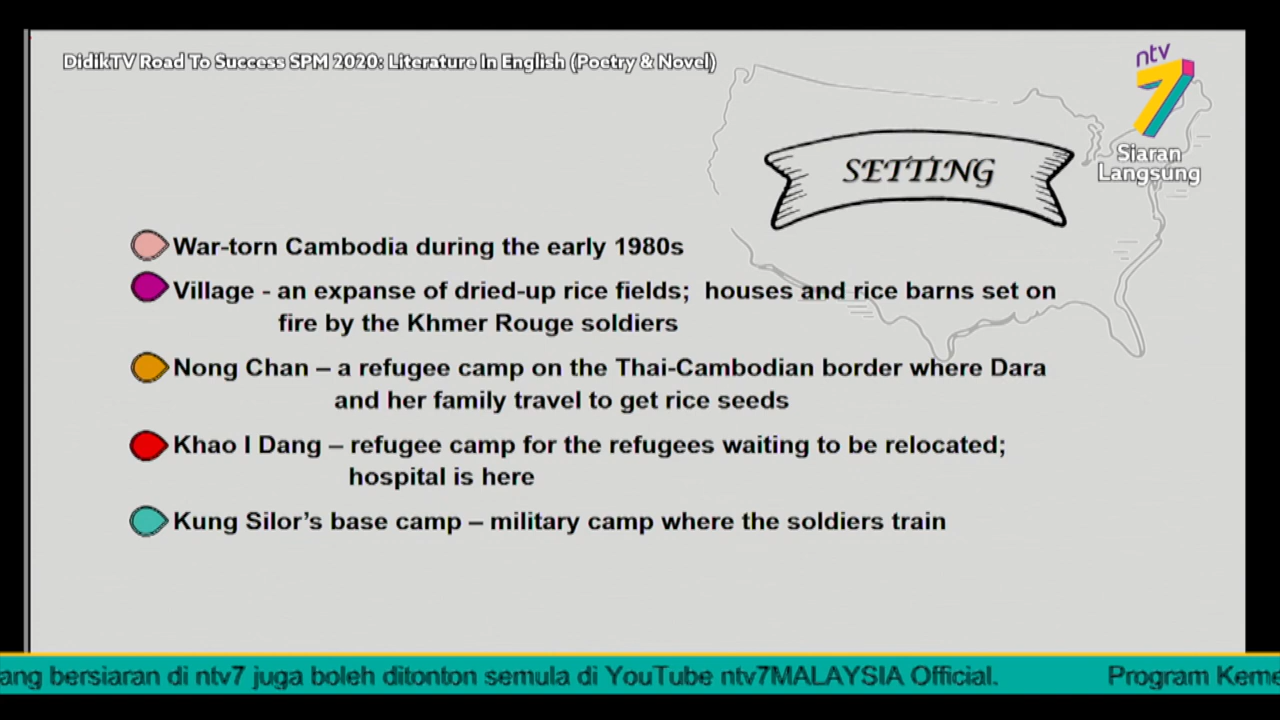 DidikTV Road To Success SPM 2020: Literature In English (Poetry & Novel)
ntv
7
Siaran
Langsung
SETTING
War-torn Cambodia during the early 1980s
Village - an expanse of dried-up rice fields; houses and rice barns set on
fire by the Khmer Rouge soldiers
Nong Chan – a refugee camp on the Thai-Cambodian border where Dara
and her family travel to get rice seeds
Khao I Dang – refugee camp for the refugees waiting to be relocated;
hospital is here
Kung Silor’s base camp – military camp where the soldiers train
ang bersiaran di ntv7 juga boleh ditonton semula di YouTube ntv7MALAYSIA Official. Program Keme